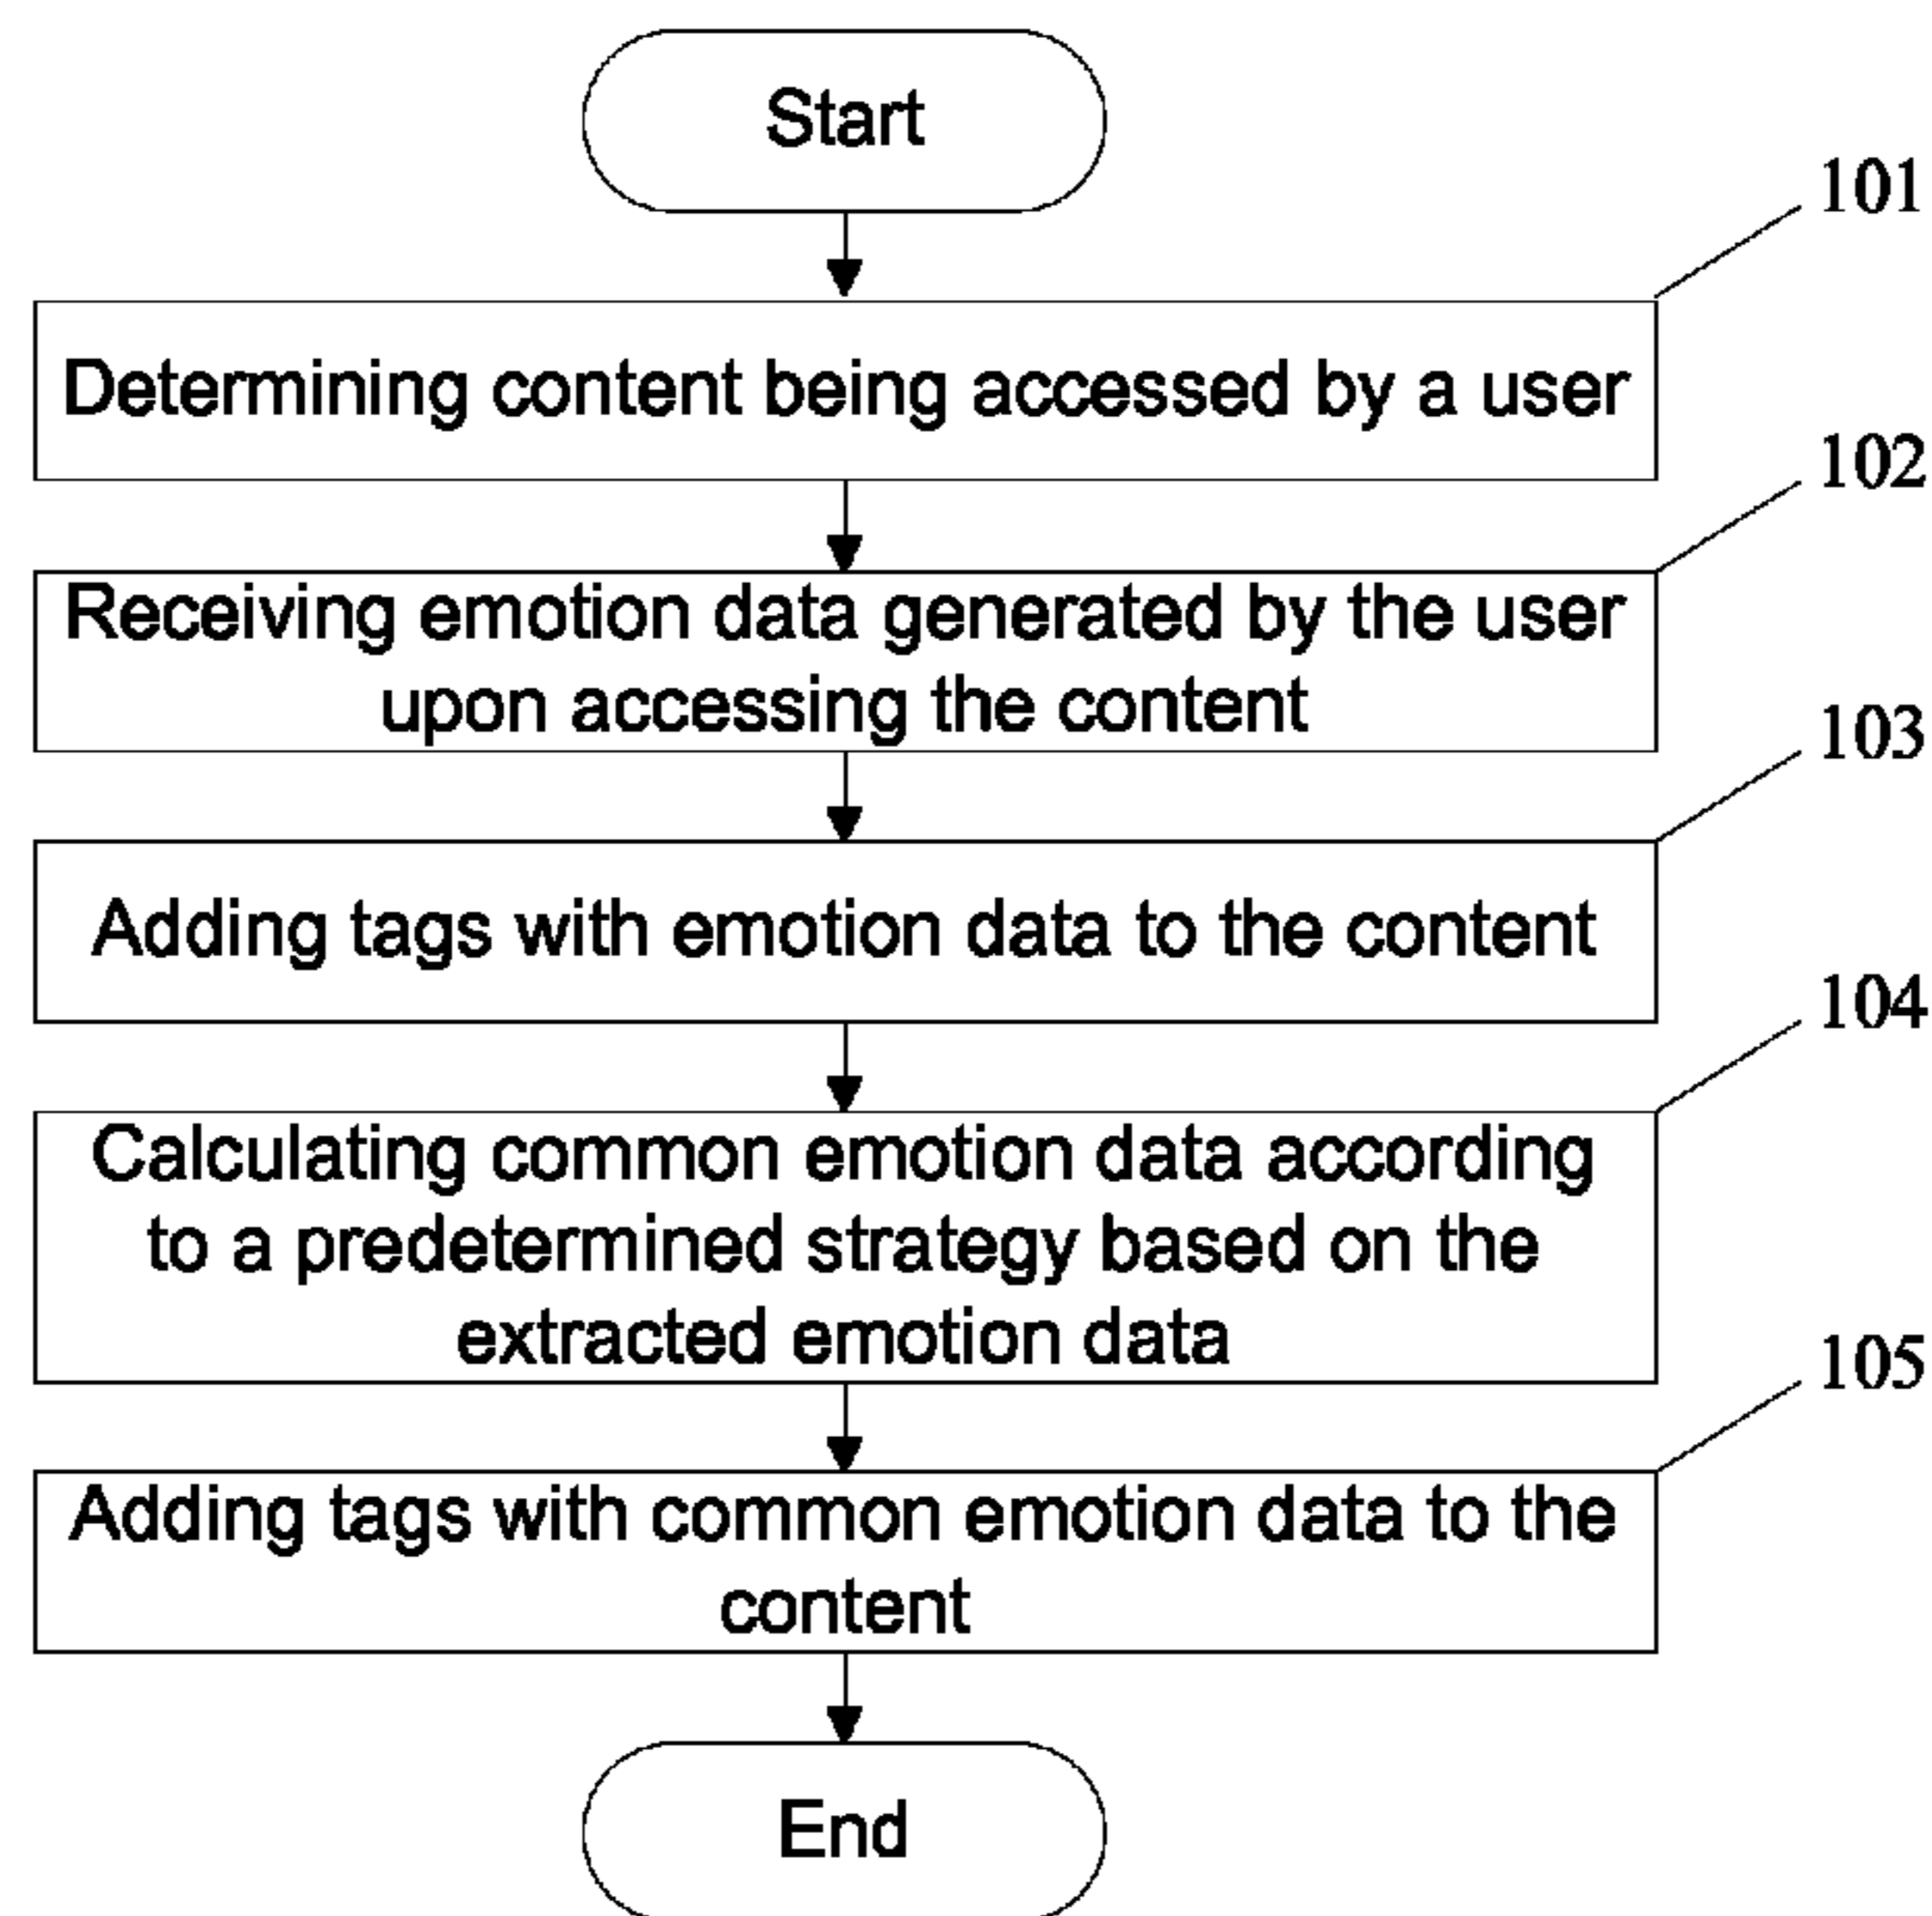 Start
101
Determining content being accessed by a user
102
Receiving emotion data generated by the user
upon accessing the content
103
Adding tags with emotion data to the content
104
Calculating common emotion data according
to a predetermined strategy based on the
extracted emotion data
105
Adding tags with common emotion data to the
content
End